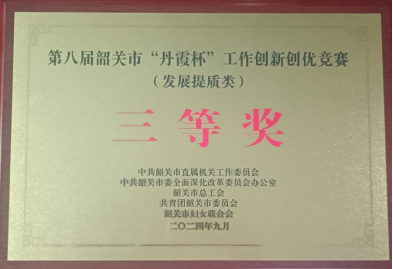 第八届韶关市“丹霞杯”工作创新创优竞赛
（发展提质类）
三等奖
中共韶关市直属机关工作委员会
中共韶关市委全面深化改革委员会办公室
韶关市总工会
共青团韶关市委员会
韶关市妇女联合会
二〇二四年九月